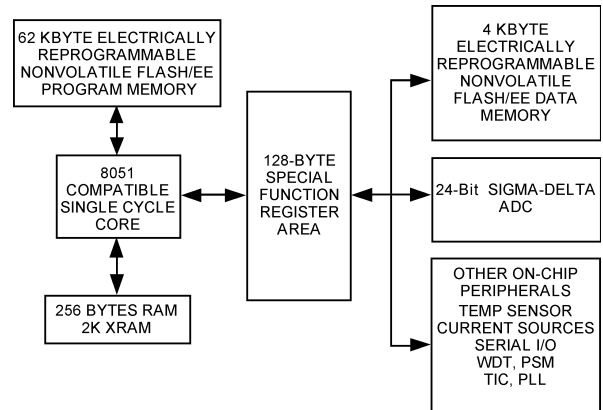 62 KBYTE ELECTRICALLY
REPROGRAMMABLE
NONVOLATILE FLASH/EE
PROGRAM MEMORY
8051
COMPATIBLE
SINGLE CYCLE
CORE
256 BYTES RAM
2K XRAM
128-BYTE
SPECIAL
FUNCTION
REGISTER
AREA
4 KBYTE
ELECTRICALLY
REPROGRAMMABLE
NONVOLATILE
FLASH/EE DATA
MEMORY
24-Bit SIGMA-DELTA
ADC
OTHER ON-CHIP
PERIPHERALS
TEMP SENSOR
CURRENT SOURCES
SERIAL I/O
WDT, PSM
TIC, PLL